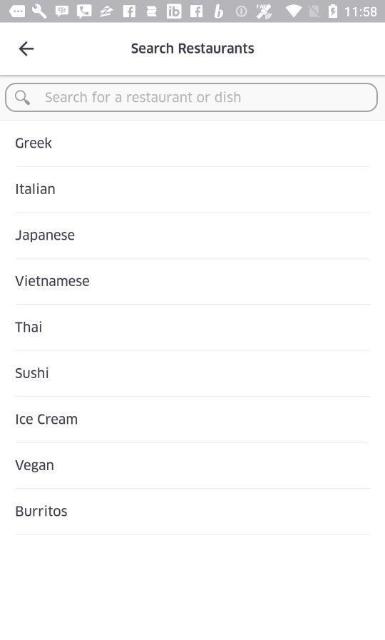 11:58
Search Restaurants
Search for a restaurant or dish
Greek
Italian
Japanese
Vietnamese
Thai
Sushi
Ice Cream
Vegan
Burritos